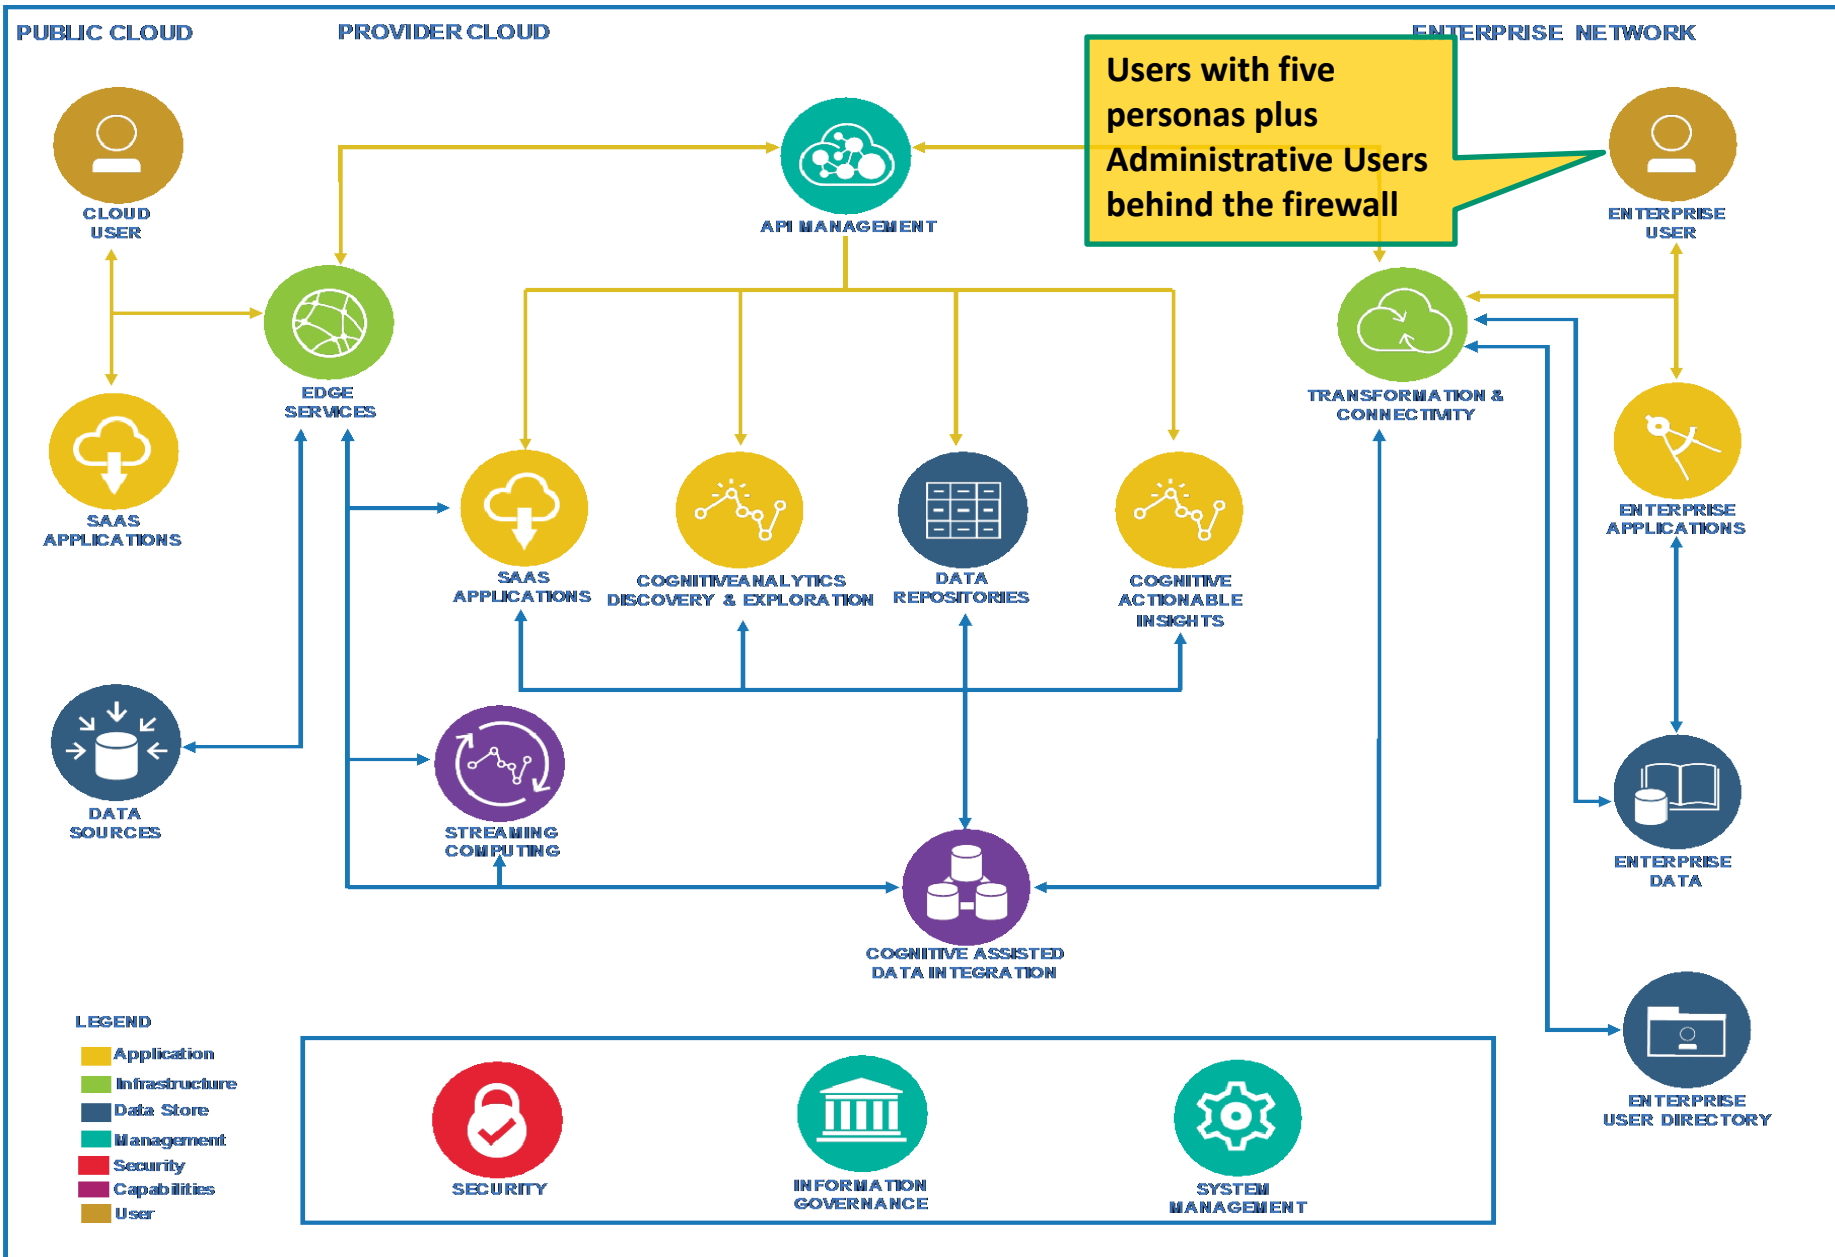 PUBLIC CLOUD
PROVIDER CLOUD
ENTERPRISE NETWORK
Users with five
personas plus
Administrative Users
behind the firewall
CLOUD
USER
API MANAGEMENT
ENTERPRISE
USER
EDGE
SERVICES
TRANSFORMATION &
CONNECTIVITY
SAAS
APPLICATIONS
SAAS
APPLICATIONS
COGNITIVEANALYTICS
DISCOVERY & EXPLORATION
DATA
REPOSITORIES
COGNITIVE
ACTIONABLE
INSIGHTS
ENTERPRISE
APPLICATIONS
DATA
SOURCES
STREAMING
COMPUTING
ENTERPRISE
DATA
COGNITIVE ASSISTED
DATA INTEGRATION
ENTERPRISE
USER DIRECTORY
LEGEND
Application
Infrastructure
Data Store
Management
Security
Capabilities
User
SECURITY
INFORMATION
GOVERNANCE
SYSTEM
MANAGEMENT